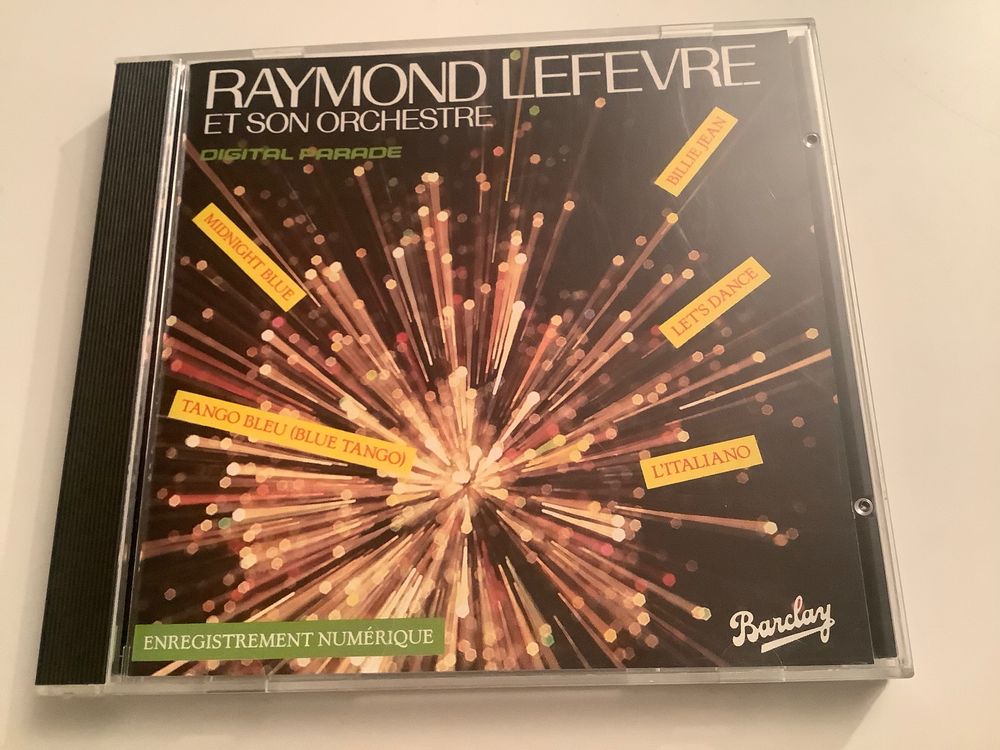 RAYMOND LEFEVRE
ET SON ORCHESTRE
DIGITAL PARADE
BILLIE JEAN
MIDNIGHT BLUE
LET'S DANCE
TANGO BLEU (BLUE TANGO)
L'ITALIANO
ENREGISTREMENT NUMÉRIQUE
Barclay